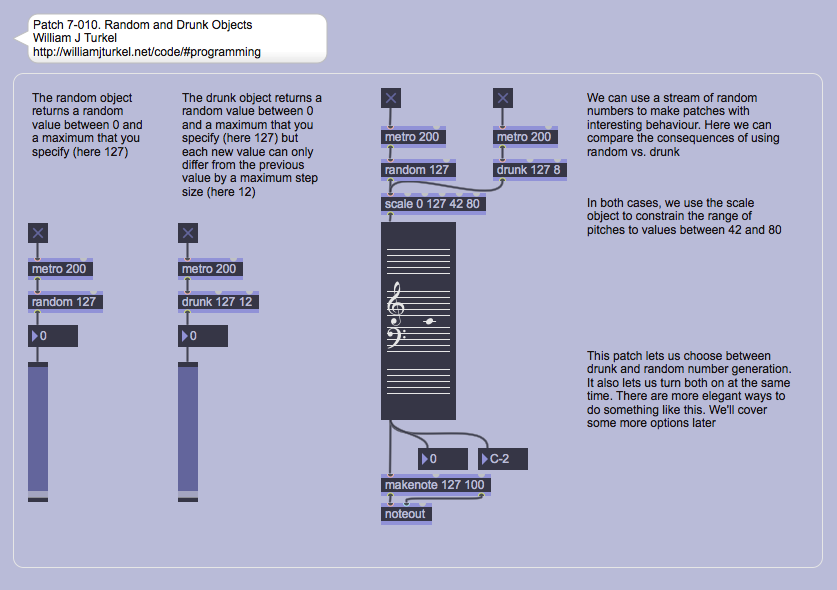 Patch 7-010. Random and Drunk Objects
William J Turkel
http://williamjturkel.net/code/#programming
The random object
returns a random
value between 0 and
a maximum that you
specify (here 127)
The drunk object returns a
random value between 0
and a maximum that you
specify (here 127) but
each new value can only
differ from the previous
value by a maximum step
size (here 12)
metro 200
random 127
0
metro 200
drunk 127 12
0
metro 200
random 127
metro 200
drunk 127 8
scale 0 127 42 80
0
C-2
makenote 127 100
noteout
We can use a stream of random
numbers to make patches with
interesting behaviour. Here we can
compare the consequences of using
random vs. drunk
In both cases, we use the scale
object to constrain the range of
pitches to values between 42 and 80
This patch lets us choose between
drunk and random number generation.
It also lets us turn both on at the same
time. There are more elegant ways to
do something like this. We'll cover
some more options later